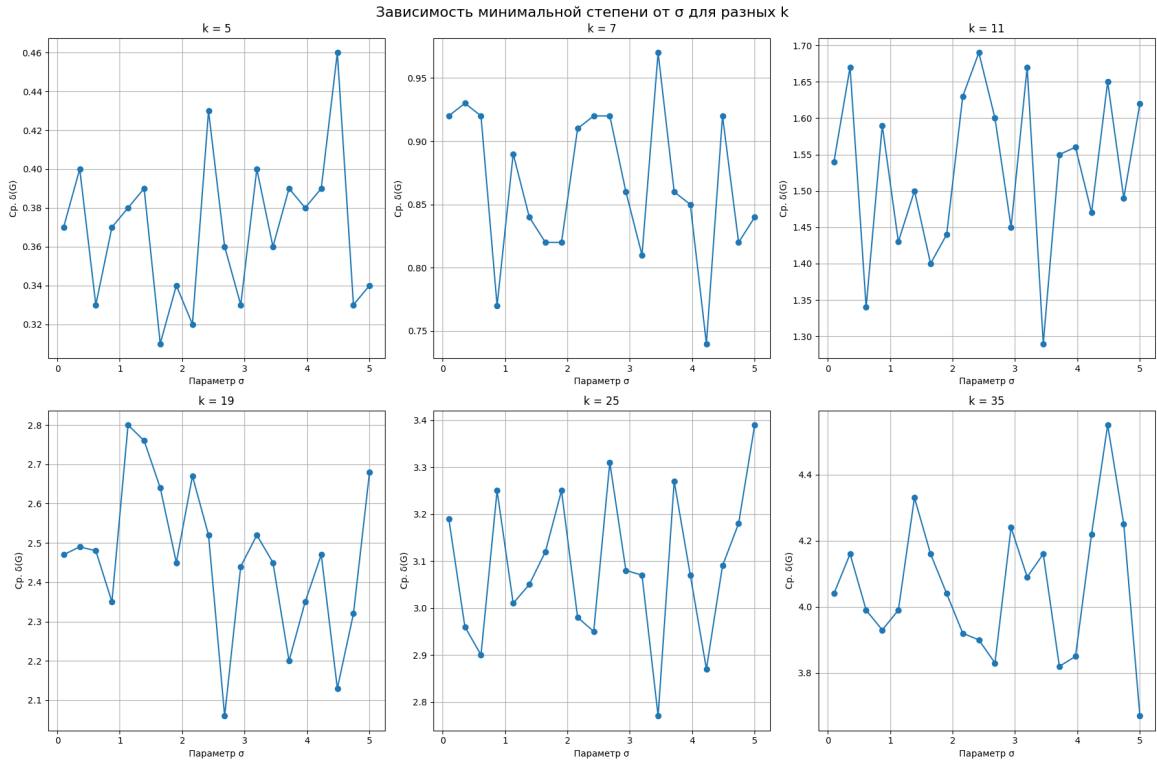 Зависимость минимальной степени от σ для разных k
k = 5
k = 7
k = 11
Ср. δ(G)
0.46
0.44
0.42
0.40
0.38
0.36
0.34
0.32
0 1 2 3 4 5
Параметр σ
Ср. δ(G)
0.95
0.90
0.85
0.80
0.75
0 1 2 3 4 5
Параметр σ
Ср. δ(G)
1.70
1.65
1.60
1.55
1.50
1.45
1.40
1.35
1.30
0 1 2 3 4 5
Параметр σ
k = 19
k = 25
k = 35
Ср. δ(G)
2.8
2.7
2.6
2.5
2.4
2.3
2.2
2.1
0 1 2 3 4 5
Параметр σ
Ср. δ(G)
3.4
3.3
3.2
3.1
3.0
2.9
2.8
0 1 2 3 4 5
Параметр σ
Ср. δ(G)
4.4
4.2
4.0
3.8
0 1 2 3 4 5
Параметр σ